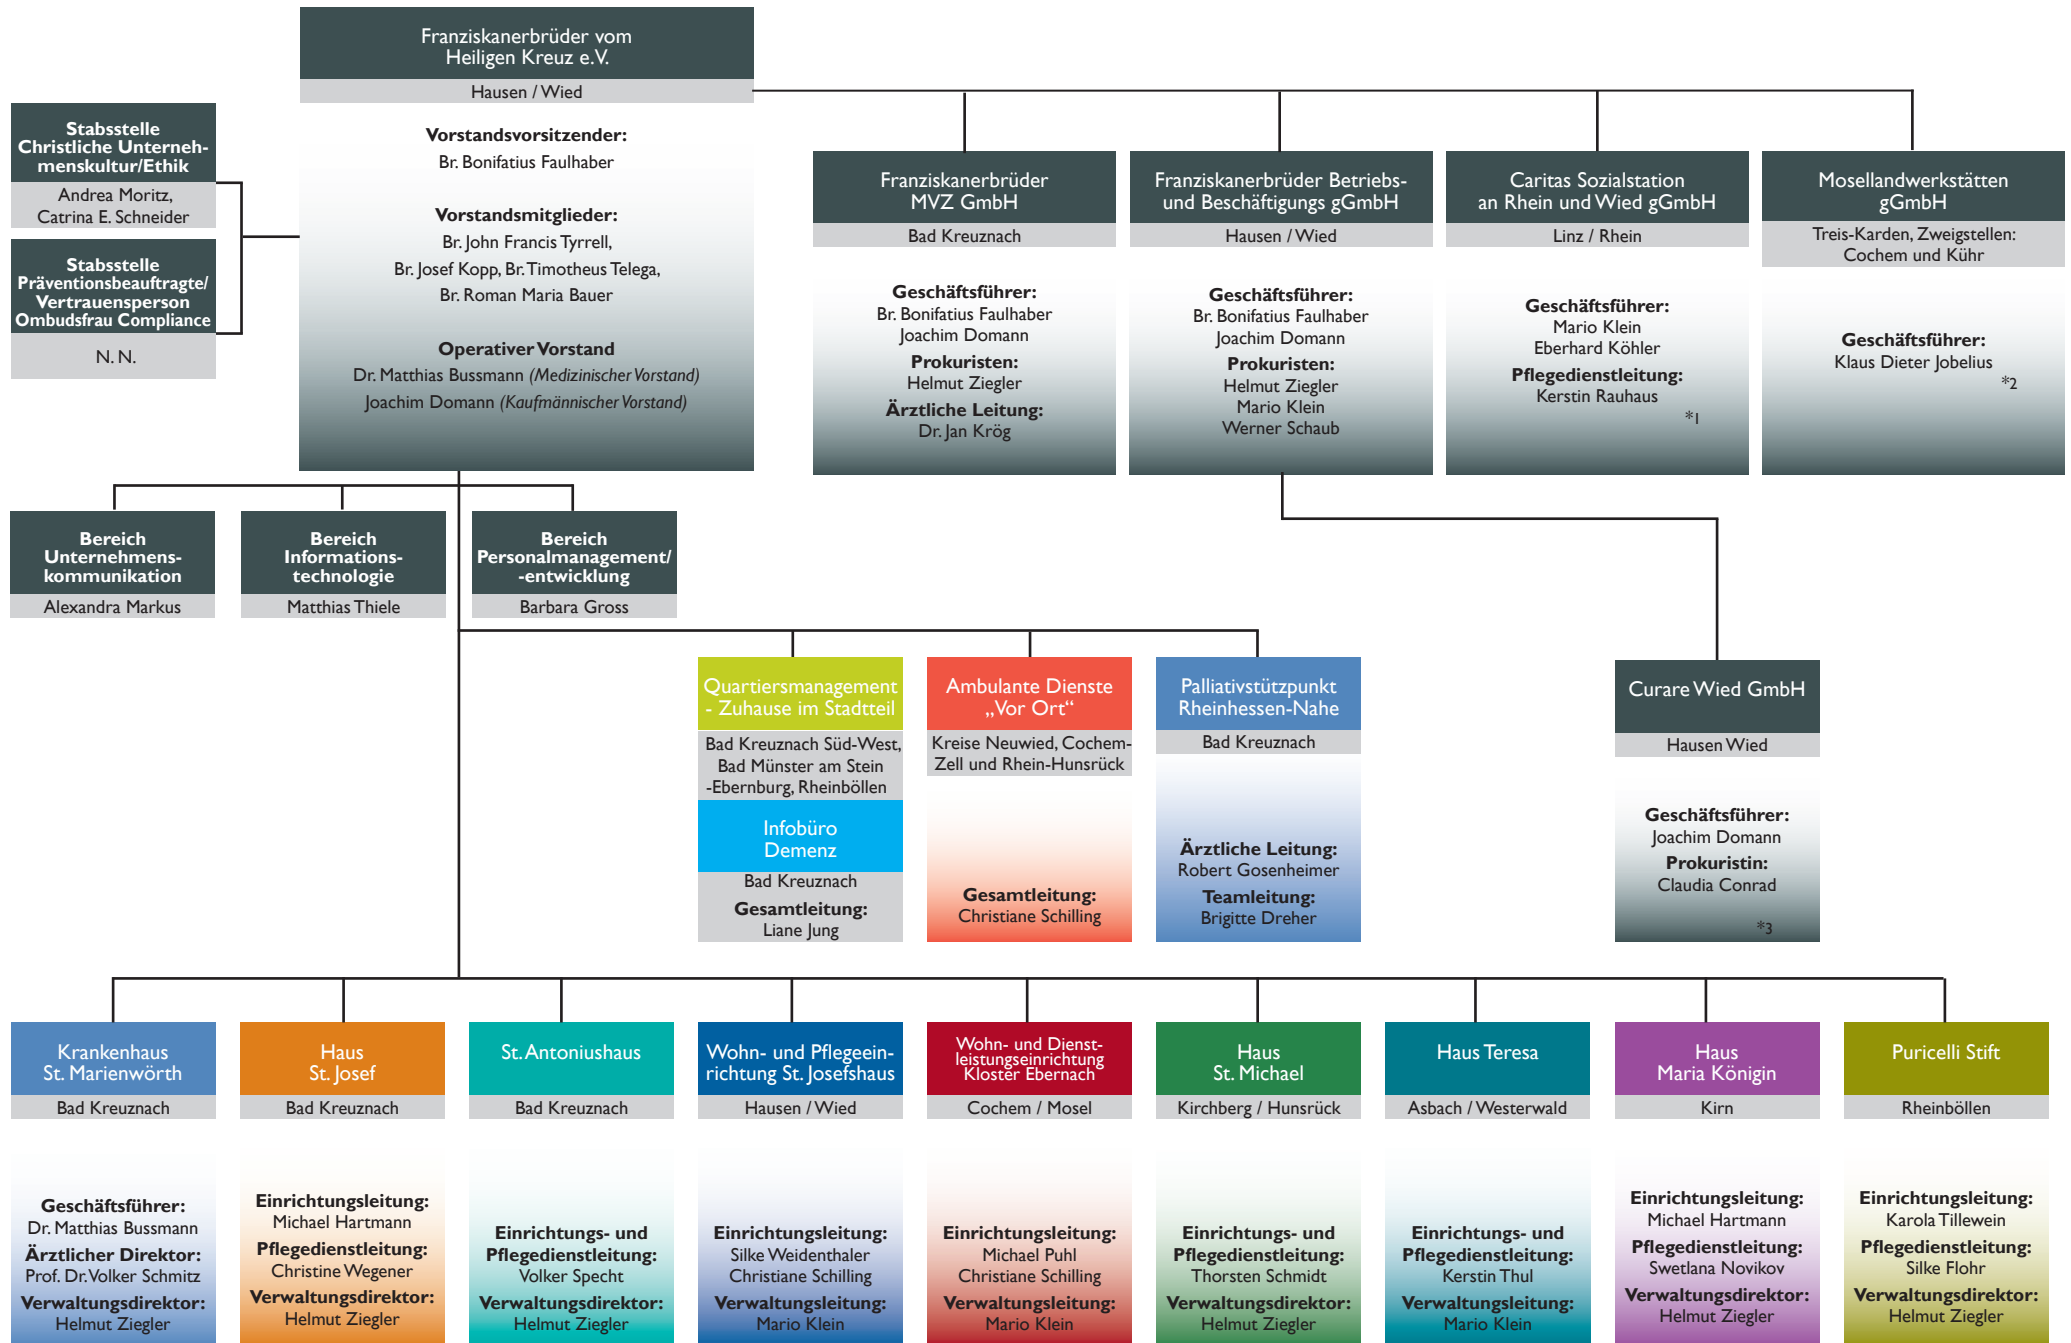 Franziskanerbrüder vom
Heiligen Kreuz e.V.
Hausen / Wied
Vorstandsvorsitzender:
Br. Bonifatius Faulhaber
Vorstandsmitglieder:
Br. John Francis Tyrrell,
Br. Josef Kopp, Br. Timotheus Telega,
Br. Roman Maria Bauer
Operativer Vorstand
Dr. Matthias Bussmann (Medizinischer Vorstand)
Joachim Domann (Kaufmännischer Vorstand)
Stabsstelle
Christliche Unterneh-
menskultur/Ethik
Andrea Moritz,
Catrina E. Schneider
Stabsstelle
Präventionsbeauftragte/
Vertrauensperson
Ombudsfrau Compliance
N. N.
Franziskanerbrüder
MVZ GmbH
Bad Kreuznach
Geschäftsführer:
Br. Bonifatius Faulhaber
Joachim Domann
Prokuristen:
Helmut Ziegler
Ärztliche Leitung:
Dr. Jan Krög
Franziskanerbrüder Betriebs-
und Beschäftigungs gGmbH
Hausen / Wied
Geschäftsführer:
Br. Bonifatius Faulhaber
Joachim Domann
Prokuristen:
Helmut Ziegler
Mario Klein
Werner Schaub
Caritas Sozialstation
an Rhein und Wied gGmbH
Linz / Rhein
Geschäftsführer:
Mario Klein
Eberhard Köhler
Pflegedienstleitung:
Kerstin Rauhaus
*1
Mosellandwerkstätten
gGmbH
Treis-Karden, Zweigstellen:
Cochem und Kühr
Geschäftsführer:
Klaus Dieter Jobelius
*2
Bereich
Unternehmens-
kommunikation
Alexandra Markus
Bereich
Informations-
technologie
Matthias Thiele
Bereich
Personalmanagement/
-entwicklung
Barbara Gross
Quartiersmanagement
- Zuhause im Stadtteil
Bad Kreuznach Süd-West,
Bad Münster am Stein
-Ebernburg, Rheinböllen
Infobüro
Demenz
Bad Kreuznach
Gesamtleitung:
Liane Jung
Ambulante Dienste
„Vor Ort“
Kreise Neuwied, Cochem-
Zell und Rhein-Hunsrück
Gesamtleitung:
Christiane Schilling
Palliativstützpunkt
Rheinhessen-Nahe
Bad Kreuznach
Ärztliche Leitung:
Robert Gosenheimer
Teamleitung:
Brigitte Dreher
Curare Wied GmbH
Hausen Wied
Geschäftsführer:
Joachim Domann
Prokuristin:
Claudia Conrad
*3
Krankenhaus
St. Marienwörth
Bad Kreuznach
Geschäftsführer:
Dr. Matthias Bussmann
Ärztlicher Direktor:
Prof. Dr. Volker Schmitz
Verwaltungsdirektor:
Helmut Ziegler
Haus
St. Josef
Bad Kreuznach
Einrichtungsleitung:
Michael Hartmann
Pflegedienstleitung:
Christine Wegener
Verwaltungsdirektor:
Helmut Ziegler
St. Antoniushaus
Bad Kreuznach
Einrichtungs- und
Pflegedienstleitung:
Volker Specht
Verwaltungsdirektor:
Helmut Ziegler
Wohn- und Pflegeein-
richtung St. Josefshaus
Hausen / Wied
Einrichtungsleitung:
Silke Weidenthaler
Christiane Schilling
Verwaltungsleitung:
Mario Klein
Wohn- und Dienst-
leistungseinrichtung
Kloster Ebernach
Cochem / Mosel
Einrichtungsleitung:
Michael Puhl
Christiane Schilling
Verwaltungsleitung:
Mario Klein
Haus
St. Michael
Kirchberg / Hunsrück
Einrichtungs- und
Pflegedienstleitung:
Thorsten Schmidt
Verwaltungsdirektor:
Helmut Ziegler
Haus Teresa
Asbach / Westerwald
Einrichtungs- und
Pflegedienstleitung:
Kerstin Thul
Verwaltungsleitung:
Mario Klein
Haus
Maria Königin
Kirn
Einrichtungsleitung:
Michael Hartmann
Pflegedienstleitung:
Swetlana Novikov
Verwaltungsdirektor:
Helmut Ziegler
Puricelli Stift
Rheinböllen
Einrichtungsleitung:
Karola Tillewein
Pflegedienstleitung:
Silke Flohr
Verwaltungsdirektor:
Helmut Ziegler